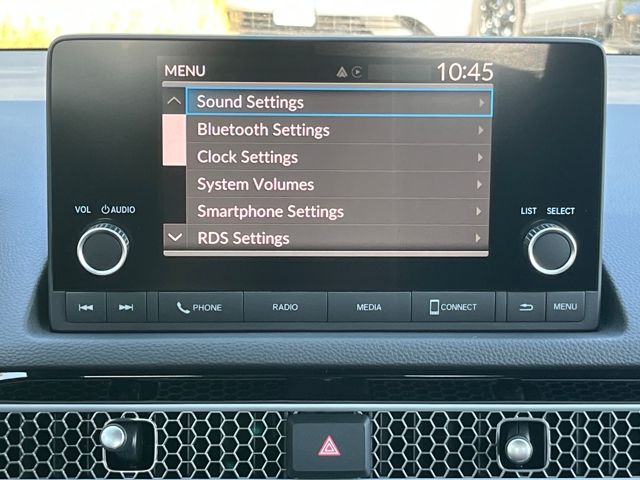 MENU 10:45
Sound Settings
Bluetooth Settings
Clock Settings
System Volumes
Smartphone Settings
RDS Settings
VOL AUDIO LIST SELECT
PHONE RADIO MEDIA CONNECT MENU